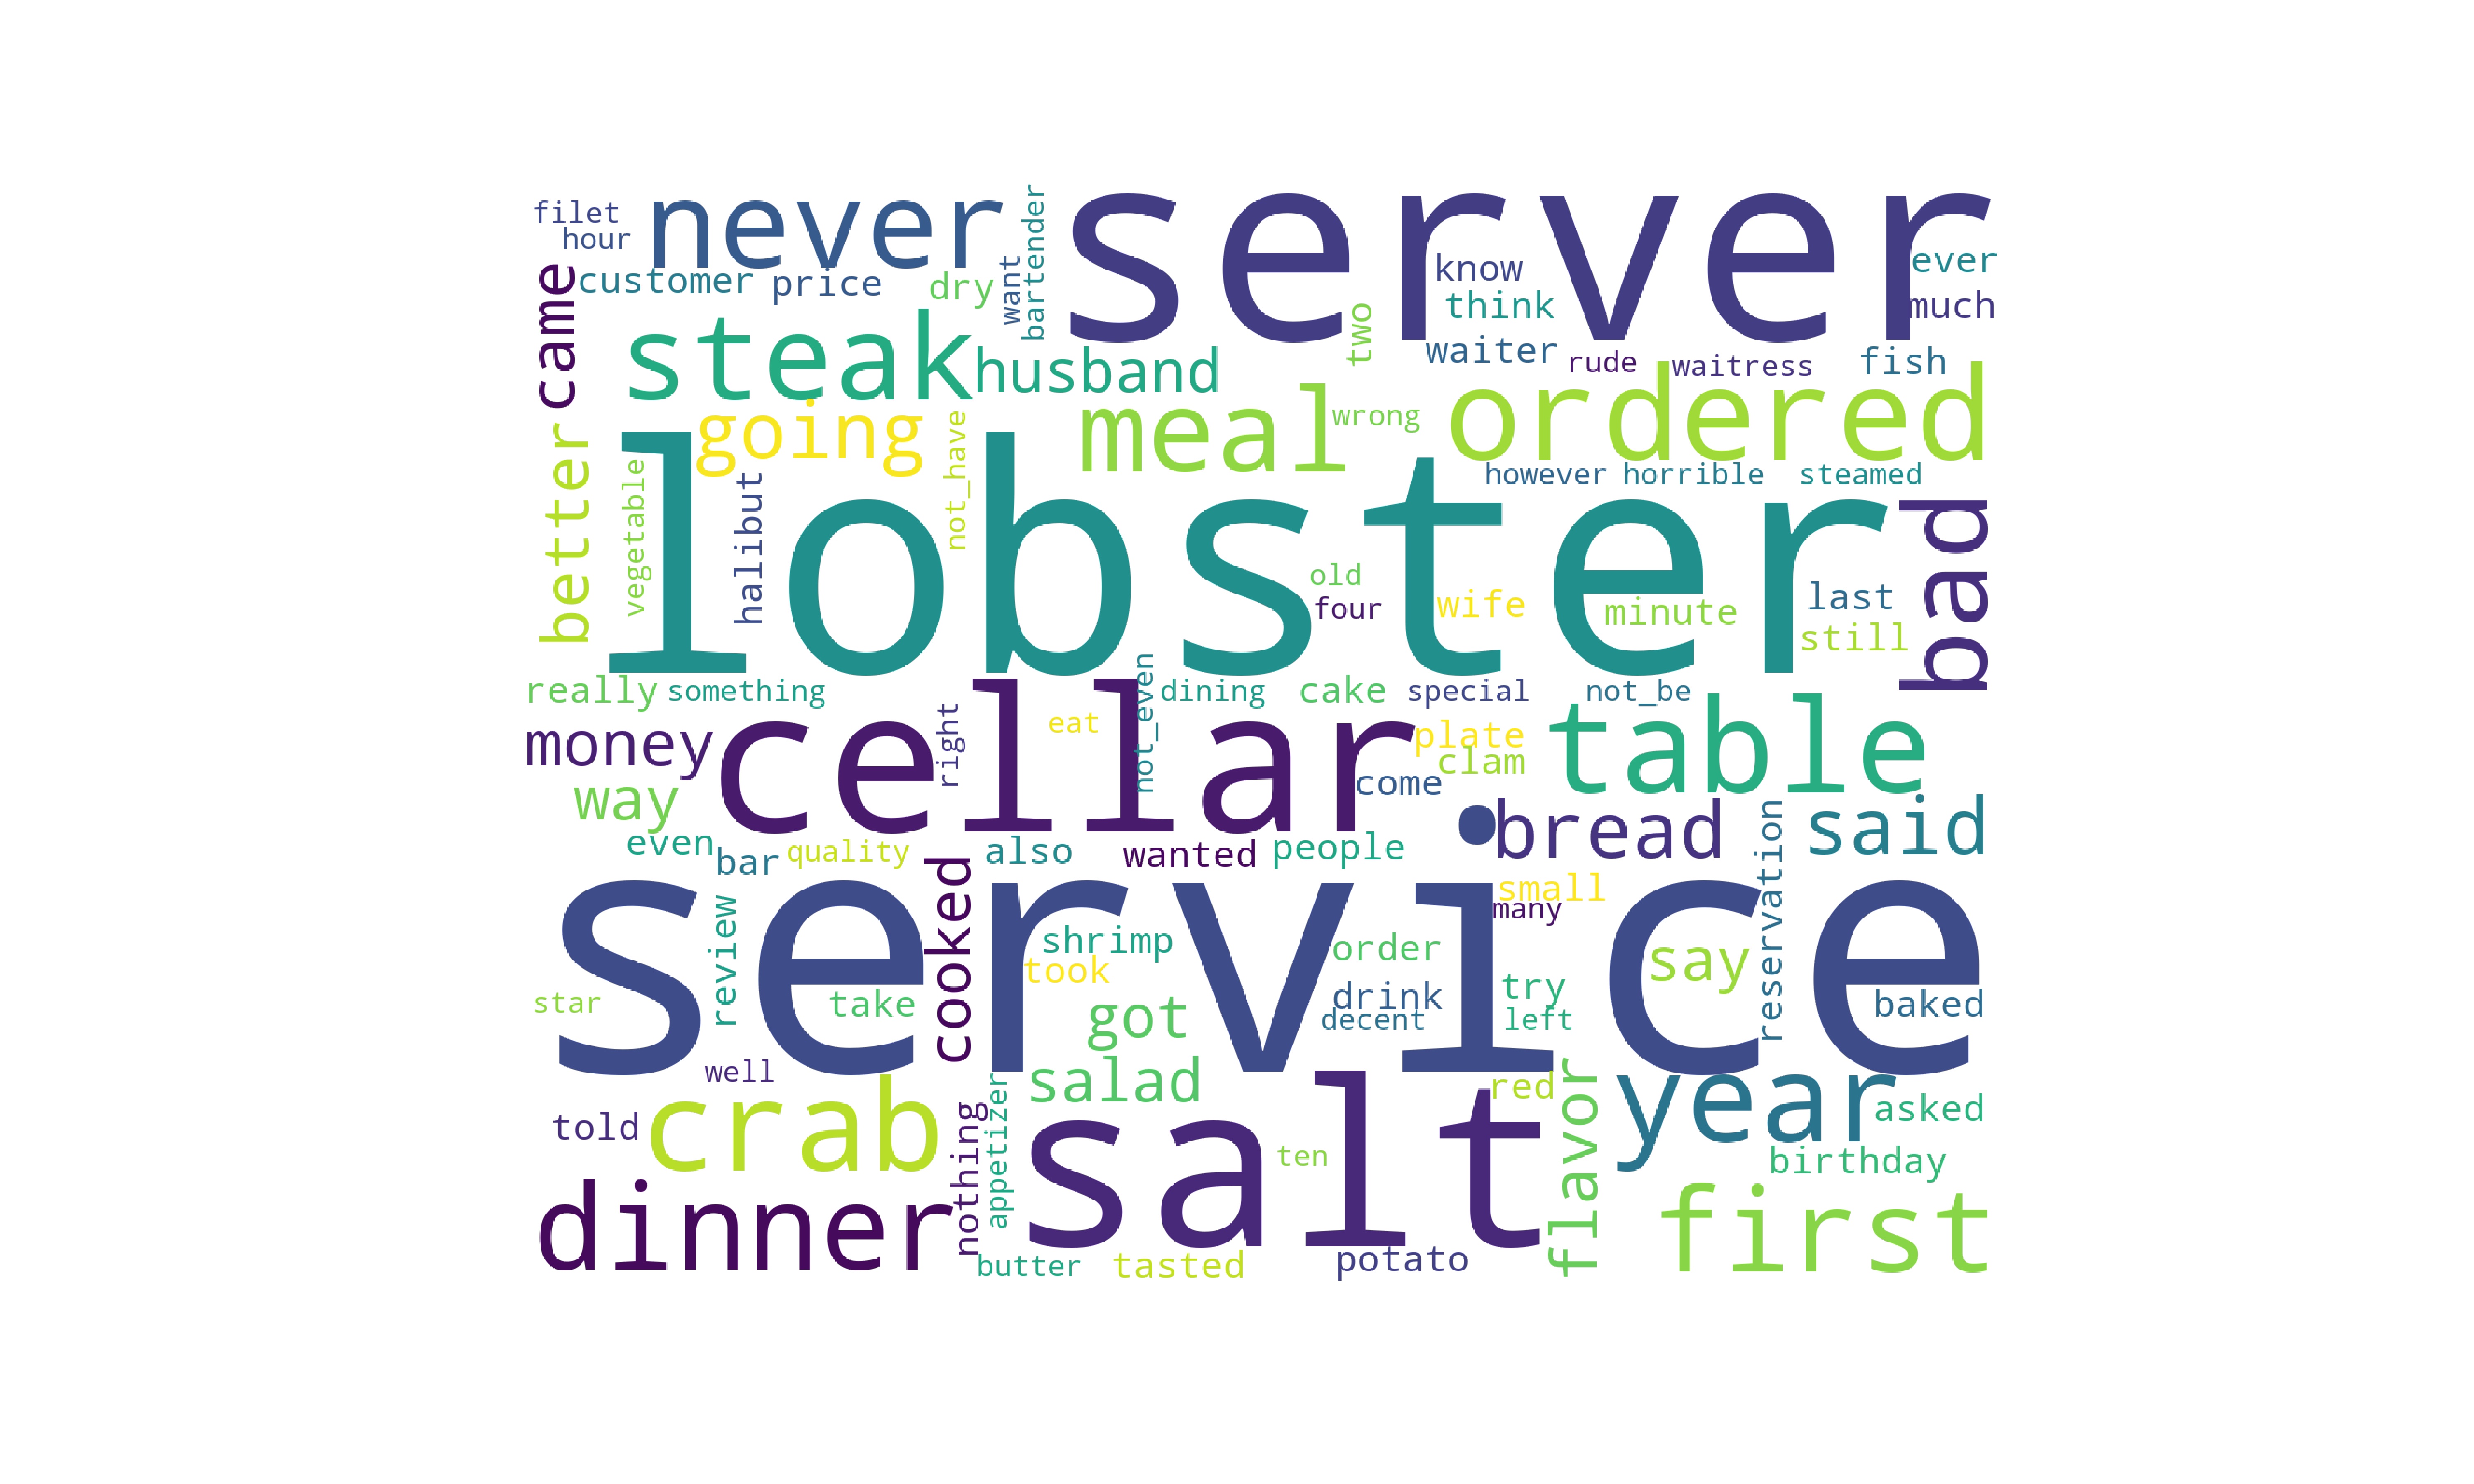 filet
never
server
hour
bartender
want
know
ever
customer
price
dry
think
much
came
two
steak
husband
waiter
rude
waitress
fish
going
meal
wrong
ordered
not_have
better
vegetable
halibut
however
horrible
steamed
lobster
bad
old
four
wife
minute
last
still
really
something
not_even
dining
cake
special
not_be
money
cellar
right
eat
plate
clam
table
way
come
bread
said
reservation
even
bar
quality
also
wanted
people
cooked
service
small
many
review
shrimp
order
say
took
star
take
drink
try
baked
got
decent
left
well
salad
red
flavor
year
told
crab
nothing
appetizer
salt
asked
ten
birthday
dinner
first
butter
tasted
potato